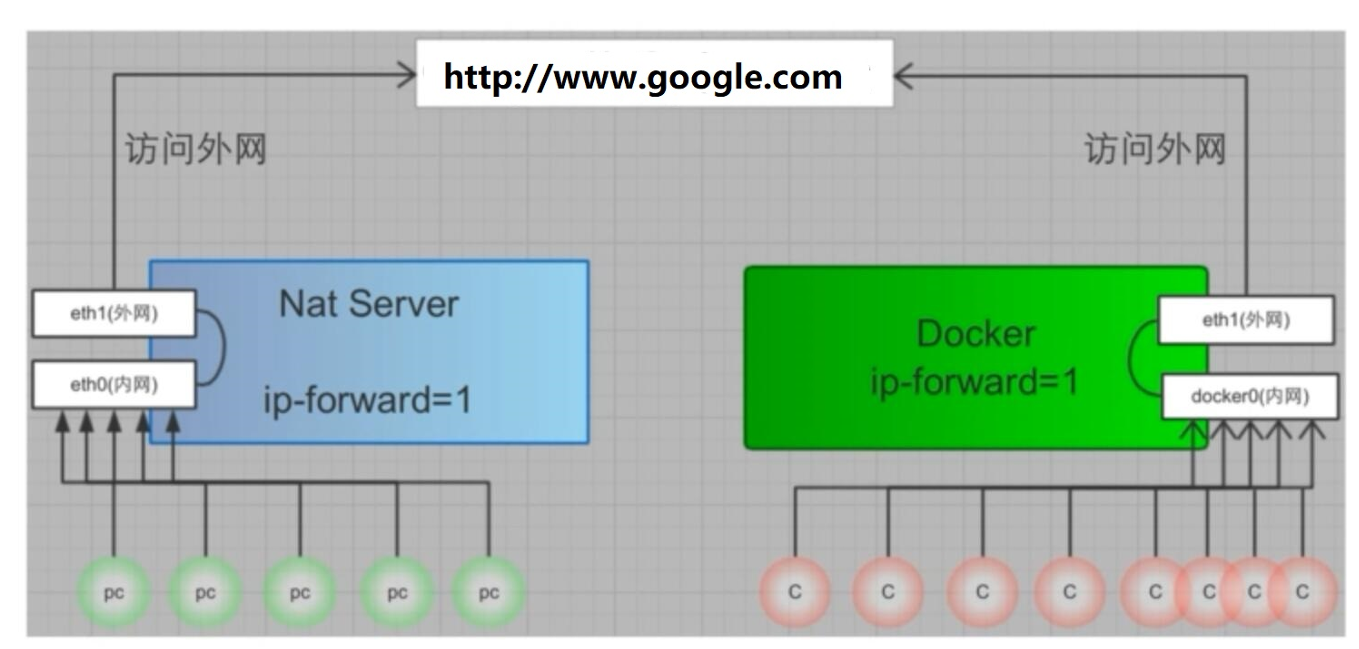 http://www.google.com
访问外网
访问外网
Nat Server
ip-forward=1
eth1(外网)
eth0(内网)
Docker
ip-forward=1
eth1(外网)
docker0(内网)
pc
pc
pc
pc
pc
C
C
C
C
C
C
C
C